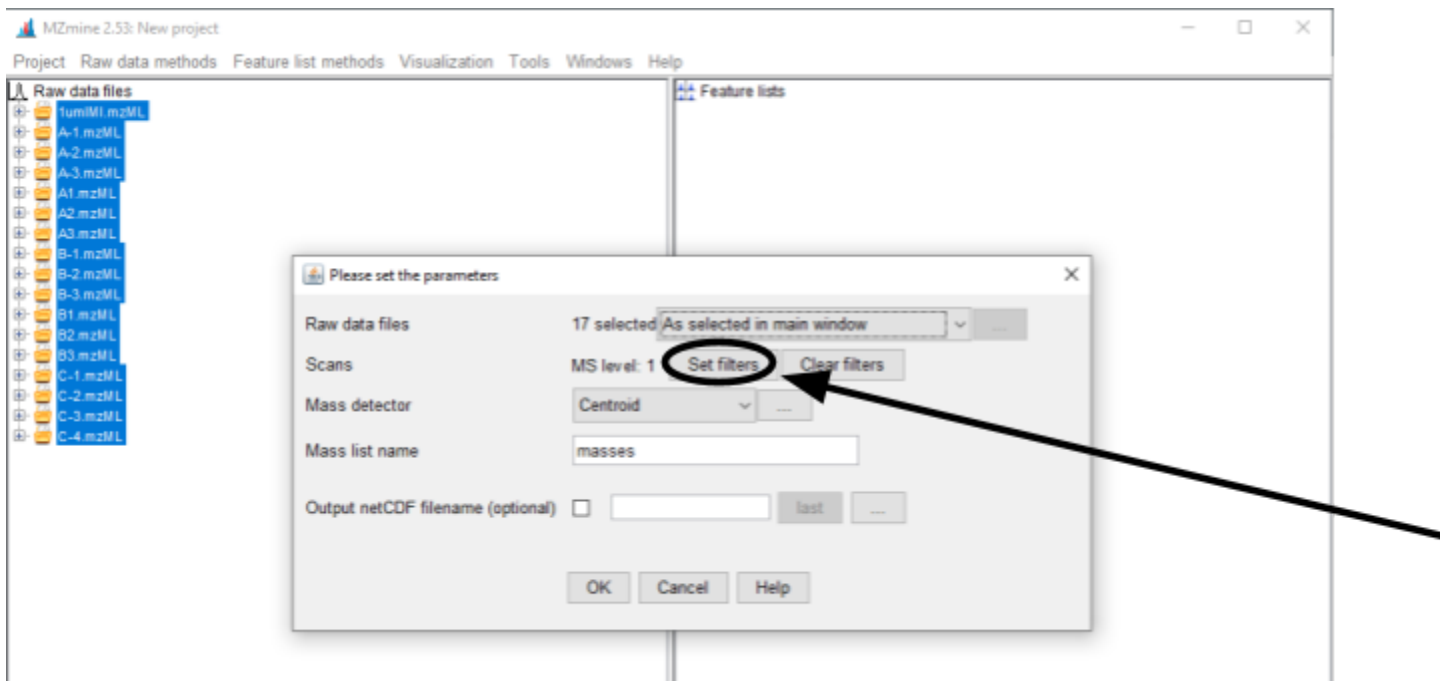 MZmine 2.53: New project
Project Raw data methods Feature list methods Visualization Tools Windows Help
Raw data files
1umIMI.mzML
A-1.mzML
A-2.mzML
A-3.mzML
A1.mzML
A2.mzML
A3.mzML
B-1.mzML
B-2.mzML
B-3.mzML
B1.mzML
B2.mzML
B3.mzML
C-1.mzML
C-2.mzML
C-3.mzML
C-4.mzML
Feature lists
Please set the parameters
Raw data files 17 selected As selected in main window ...
Scans MS level: 1 Set filters Clear filters
Mass detector Centroid ...
Mass list name masses
Output netCDF filename (optional) last ...
OK Cancel Help